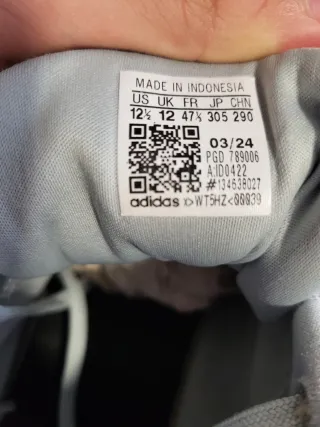 MADE IN INDONESIA
US UK FR JP CHN
12½ 12 47⅓ 305 290
03/24
PGD 789006
A:ID0422
#134638027
adidas >WT5HZ<00039